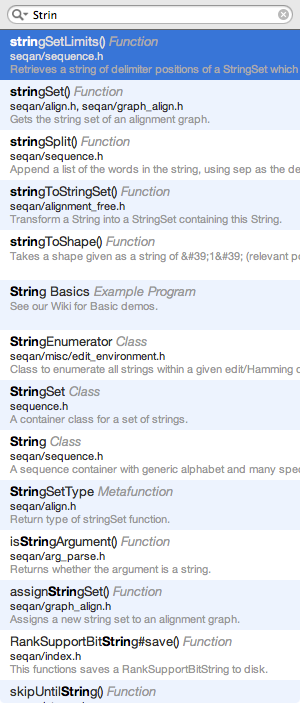 Strin
stringSetLimits() Function
seqan/sequence.h
Retrieves a string of delimiter positions of a StringSet which
stringSet() Function
seqan/align.h, seqan/graph_align.h
Gets the string set of an alignment graph.
stringSplit() Function
seqan/sequence.h
Append a list of the words in the string, using sep as the de
stringToStringSet() Function
seqan/alignment_free.h
Transform a String into a StringSet containing this String.
stringToShape() Function
Takes a shape given as a string of &#39;1&#39; (relevant po
String Basics Example Program
See our Wiki for Basic demos.
StringEnumerator Class
seqan/misc/edit_environment.h
Class to enumerate all strings within a given edit/Hamming d
StringSet Class
sequence.h
A container class for a set of strings.
String Class
seqan/sequence.h
A sequence container with generic alphabet and many spec
StringSetType Metafunction
seqan/align.h
Return type of stringSet function.
isStringArgument() Function
seqan/arg_parse.h
Returns whether the argument is a string.
assignStringSet() Function
seqan/graph_align.h
Assigns a new string set to an alignment graph.
RankSupportBitString#save() Function
seqan/index.h
This functions saves a RankSupportBitString to disk.
skipUntilString() Function